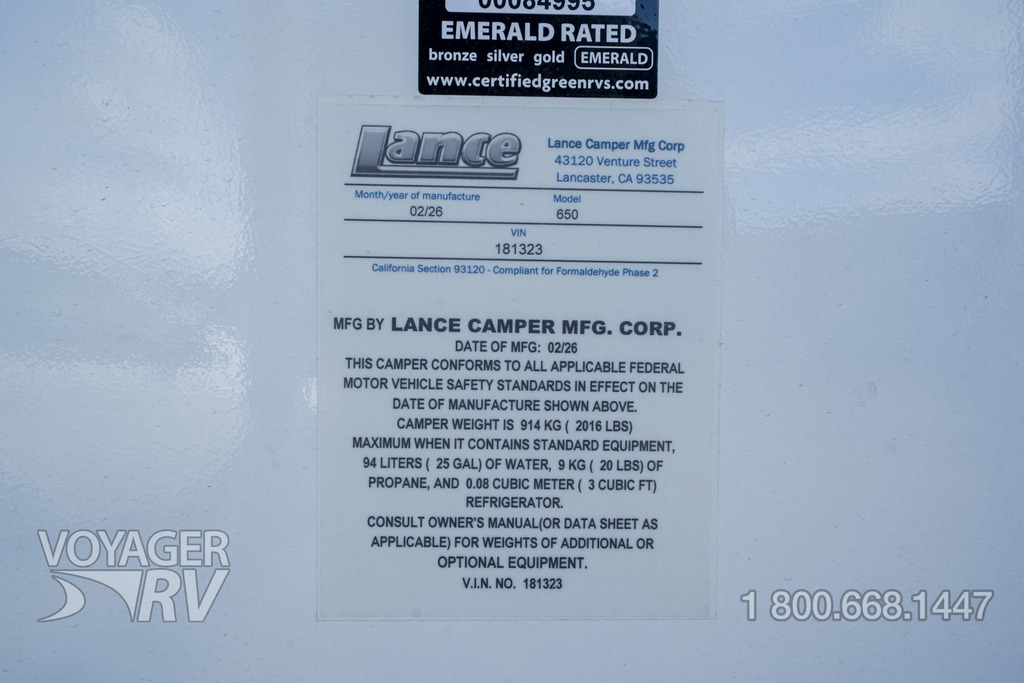 00084995
EMERALD RATED
bronze silver gold EMERALD
www.certifiedgreenrvs.com
Lance
Lance Camper Mfg Corp
43120 Venture Street
Lancaster, CA 93535
Month/year of manufacture Model
02/26 650
VIN
181323
California Section 93120 - Compliant for Formaldehyde Phase 2
MFG BY LANCE CAMPER MFG. CORP.
DATE OF MFG: 02/26
THIS CAMPER CONFORMS TO ALL APPLICABLE FEDERAL
MOTOR VEHICLE SAFETY STANDARDS IN EFFECT ON THE
DATE OF MANUFACTURE SHOWN ABOVE.
CAMPER WEIGHT IS 914 KG ( 2016 LBS)
MAXIMUM WHEN IT CONTAINS STANDARD EQUIPMENT,
94 LITERS ( 25 GAL) OF WATER, 9 KG ( 20 LBS) OF
PROPANE, AND 0.08 CUBIC METER ( 3 CUBIC FT)
REFRIGERATOR.
CONSULT OWNER'S MANUAL(OR DATA SHEET AS
APPLICABLE) FOR WEIGHTS OF ADDITIONAL OR
OPTIONAL EQUIPMENT.
V.I.N. NO. 181323
VOYAGER
RV
1 800.668.1447